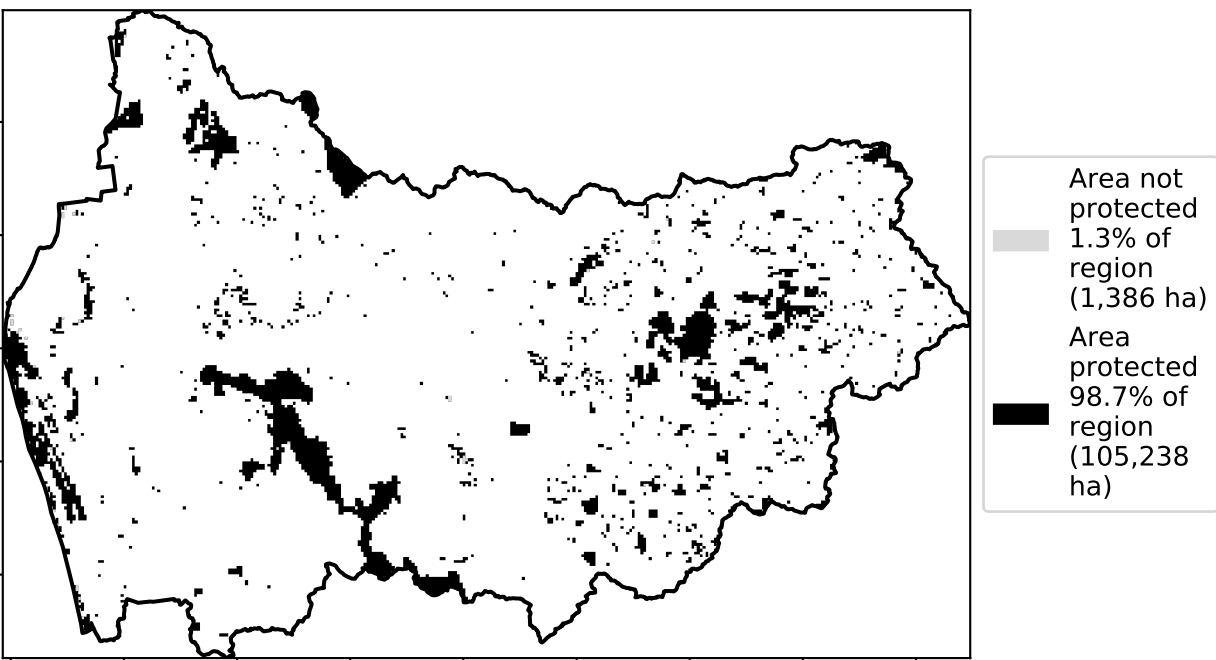 Area not
protected
1.3% of
region
(1,386 ha)
Area
protected
98.7% of
region
(105,238
ha)